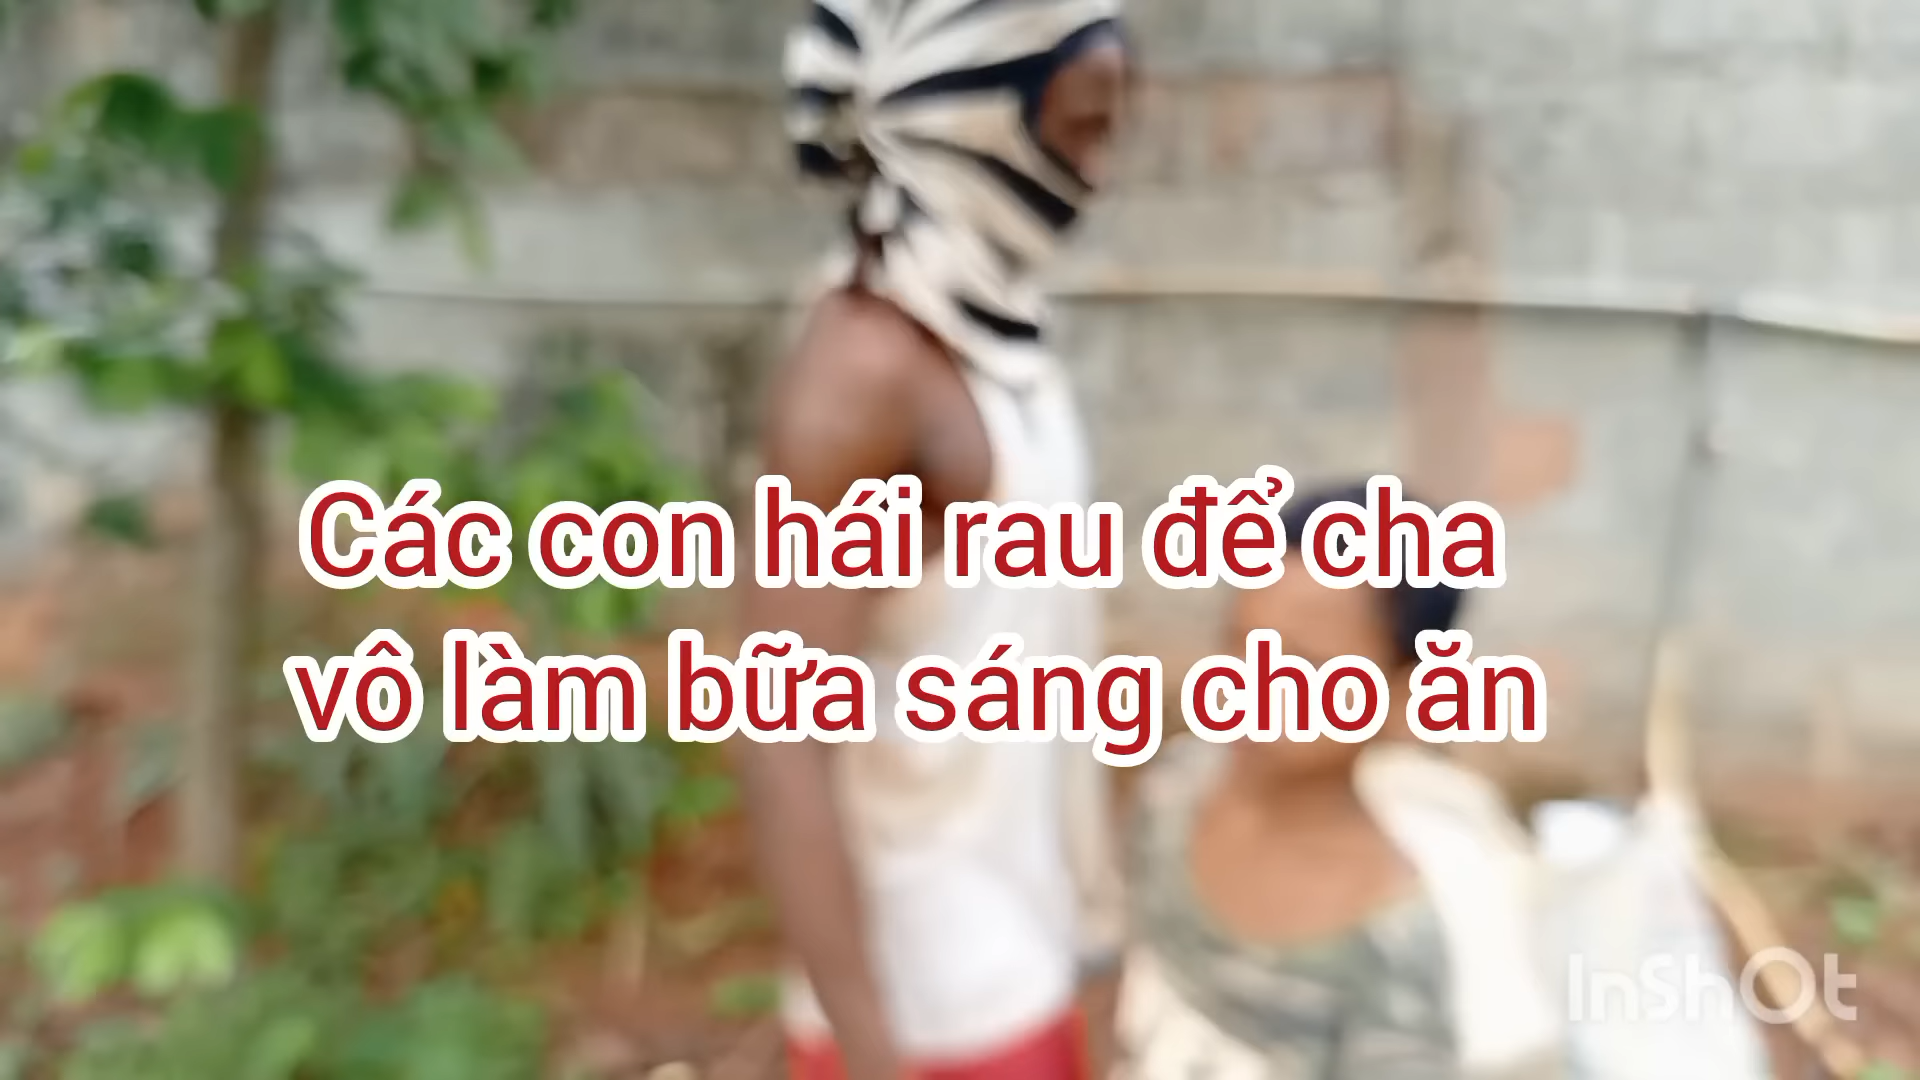 Các con hái rau để cha
vô làm bữa sáng cho ăn
InShOt